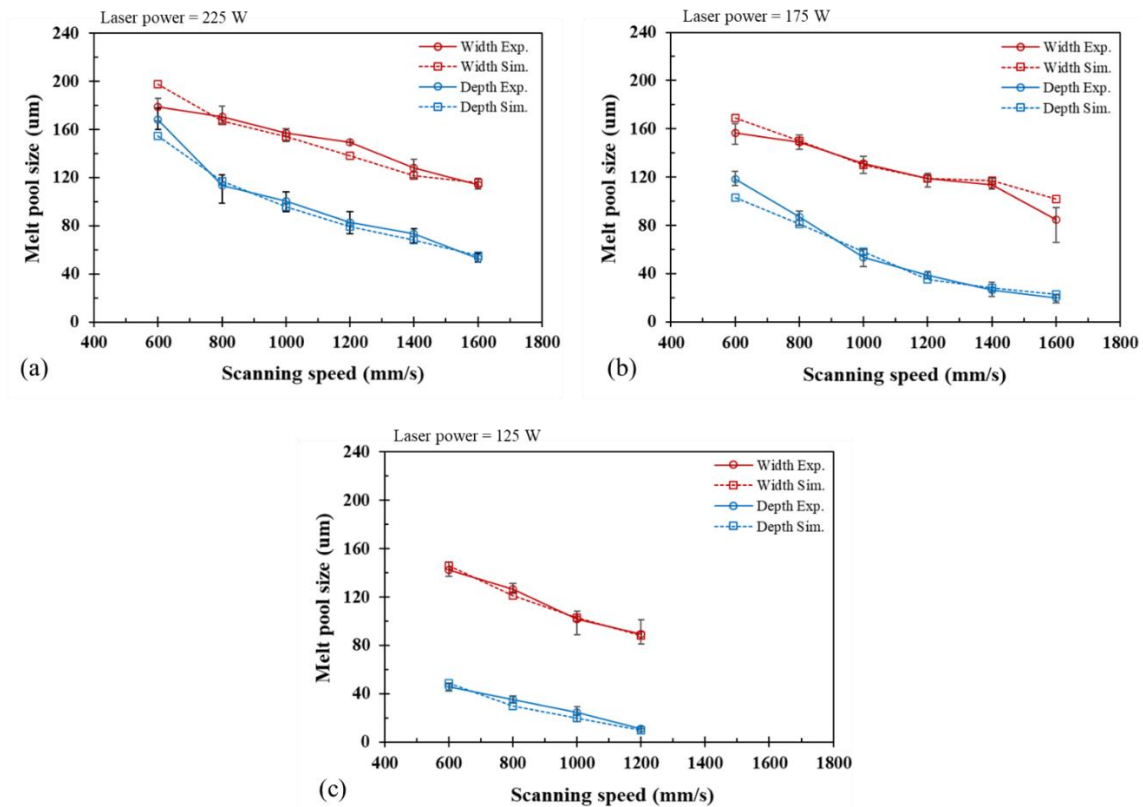 Laser power = 225 W
240
200
160
120
80
40
0
400 600 800 1000 1200 1400 1600 1800
Melt pool size (um)
Scanning speed (mm/s)
Width Exp.
Width Sim.
Depth Exp.
Depth Sim.
(a)
Laser power = 175 W
240
200
160
120
80
40
0
400 600 800 1000 1200 1400 1600 1800
Melt pool size (um)
Scanning speed (mm/s)
Width Exp.
Width Sim.
Depth Exp.
Depth Sim.
(b)
Laser power = 125 W
240
200
160
120
80
40
0
400 600 800 1000 1200 1400 1600 1800
Melt pool size (um)
Scanning speed (mm/s)
Width Exp.
Width Sim.
Depth Exp.
Depth Sim.
(c)